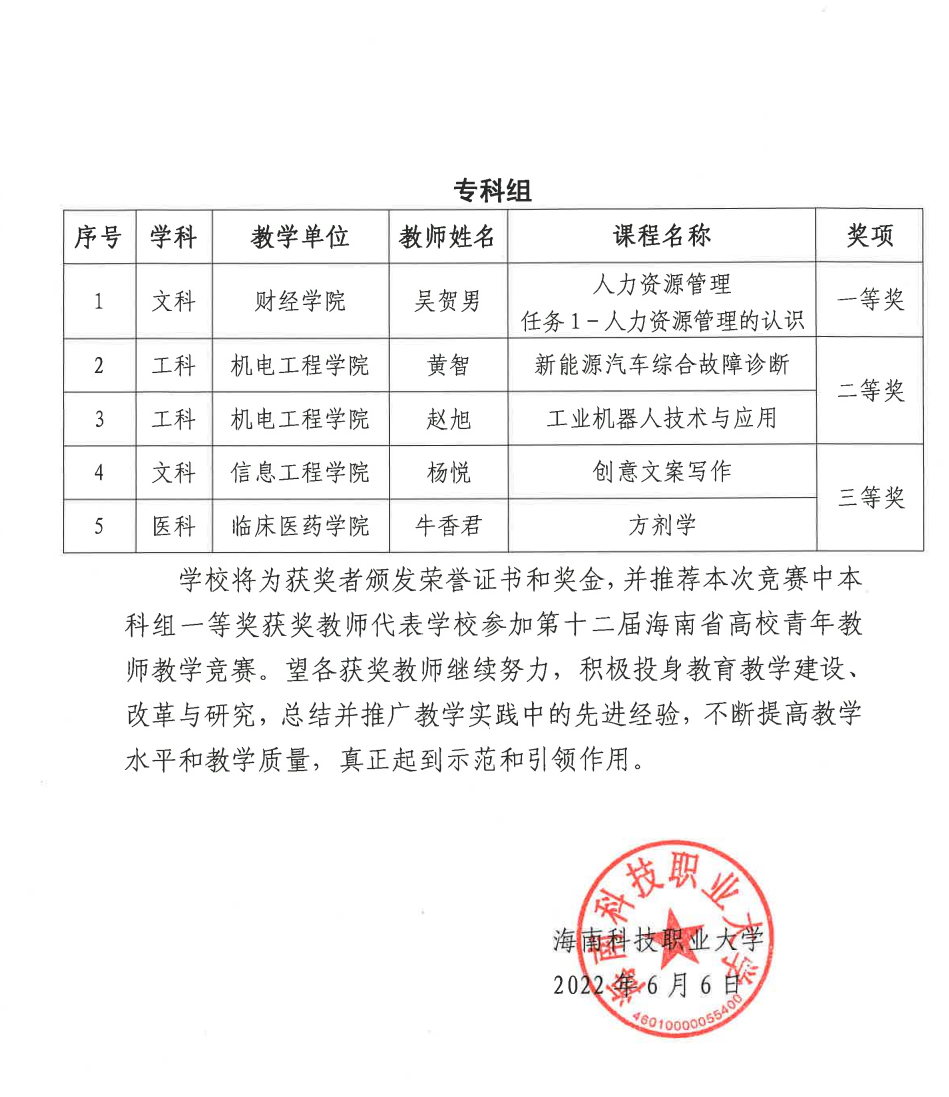 专科组
序号 学科 教学单位 教师姓名 课程名称 奖项
1 文科 财经学院 吴贺男 人力资源管理 一等奖
任务1-人力资源管理的认识
2 工科 机电工程学院 黄智 新能源汽车综合故障诊断 二等奖
3 工科 机电工程学院 赵旭 工业机器人技术与应用
4 文科 信息工程学院 杨悦 创意文案写作 三等奖
5 医科 临床医药学院 牛香君 方剂学
学校将为获奖者颁发荣誉证书和奖金,并推荐本次竞赛中本
科组一等奖获奖教师代表学校参加第十二届海南省高校青年教
师教学竞赛。望各获奖教师继续努力，积极投身教育教学建设、
改革与研究,总结并推广教学实践中的先进经验,不断提高教学
水平和教学质量，真正起到示范和引领作用。
海南科技职业大学
海南科技职业大学
2022年6月6日
46010000055400